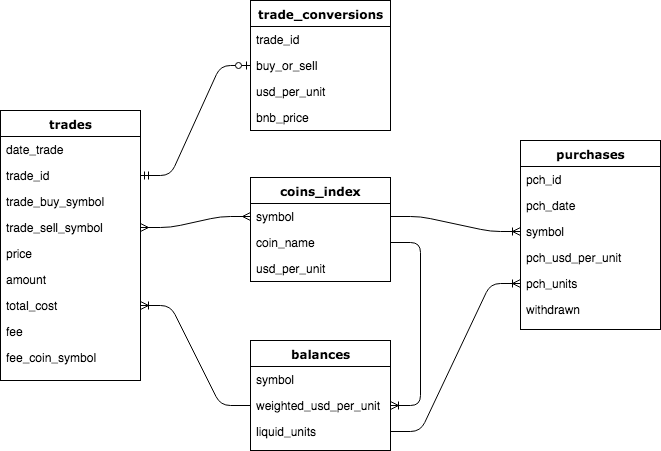 trade_conversions
trade_id
buy_or_sell
usd_per_unit
bnb_price
trades
date_trade
trade_id
trade_buy_symbol
trade_sell_symbol
price
amount
total_cost
fee
fee_coin_symbol
coins_index
symbol
coin_name
usd_per_unit
purchases
pch_id
pch_date
symbol
pch_usd_per_unit
pch_units
withdrawn
balances
symbol
weighted_usd_per_unit
liquid_units